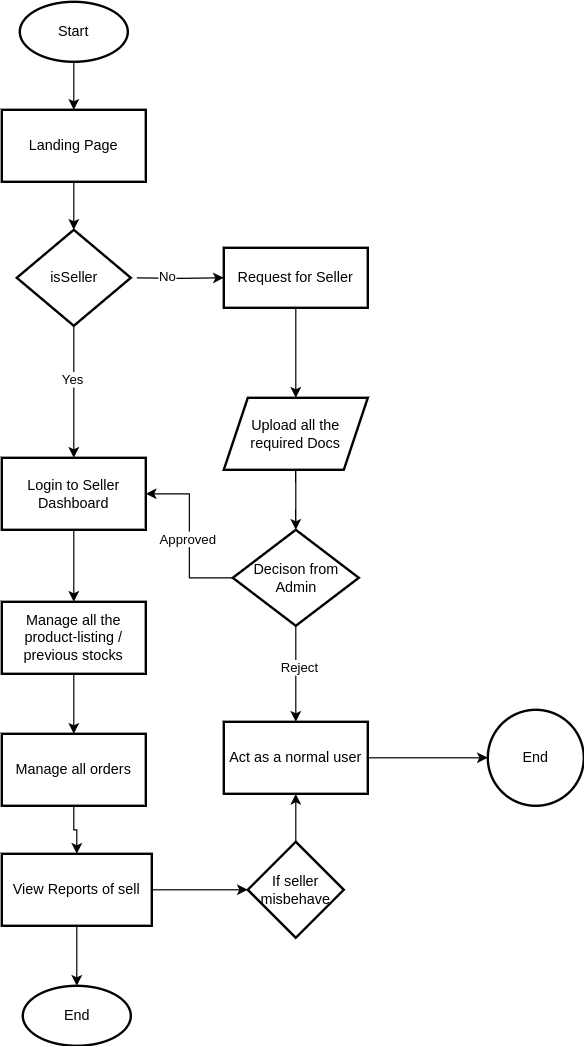 Start
Landing Page
isSeller
No
Request for Seller
Yes
Upload all the
required Docs
Login to Seller
Dashboard
Approved
Decison from
Admin
Manage all the
product-listing /
previous stocks
Reject
Manage all orders
Act as a normal user
End
View Reports of sell
If seller
misbehave
End